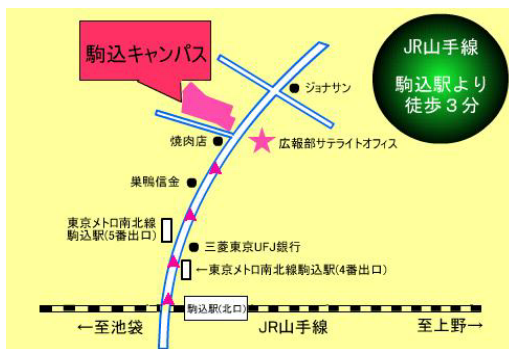 駒込キャンパス
JR山手線
駒込駅より
徒歩3分
ジョナサン
焼肉店
広報部サテライトオフィス
巣鴨信金
東京メトロ南北線
駒込駅(5番出口)
三菱東京UFJ銀行
←東京メトロ南北線駒込駅(4番出口)
駒込駅(北口)
←至池袋
JR山手線
至上野→